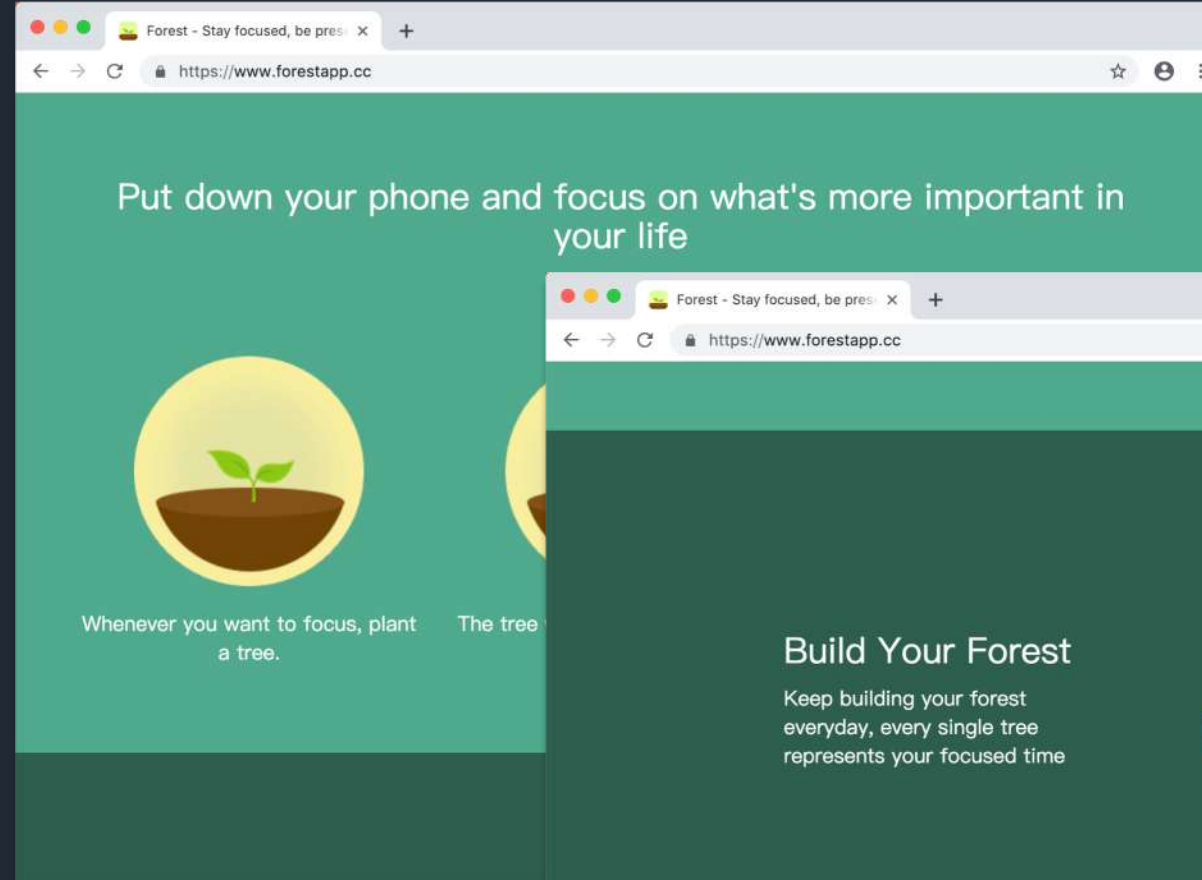 Forest - Stay focused, be pres
https://www.forestapp.cc
Put down your phone and focus on what's more important in
your life
Whenever you want to focus, plant
a tree.
The tree
Forest - Stay focused, be pres
https://www.forestapp.cc
Build Your Forest
Keep building your forest
everyday, every single tree
represents your focused time